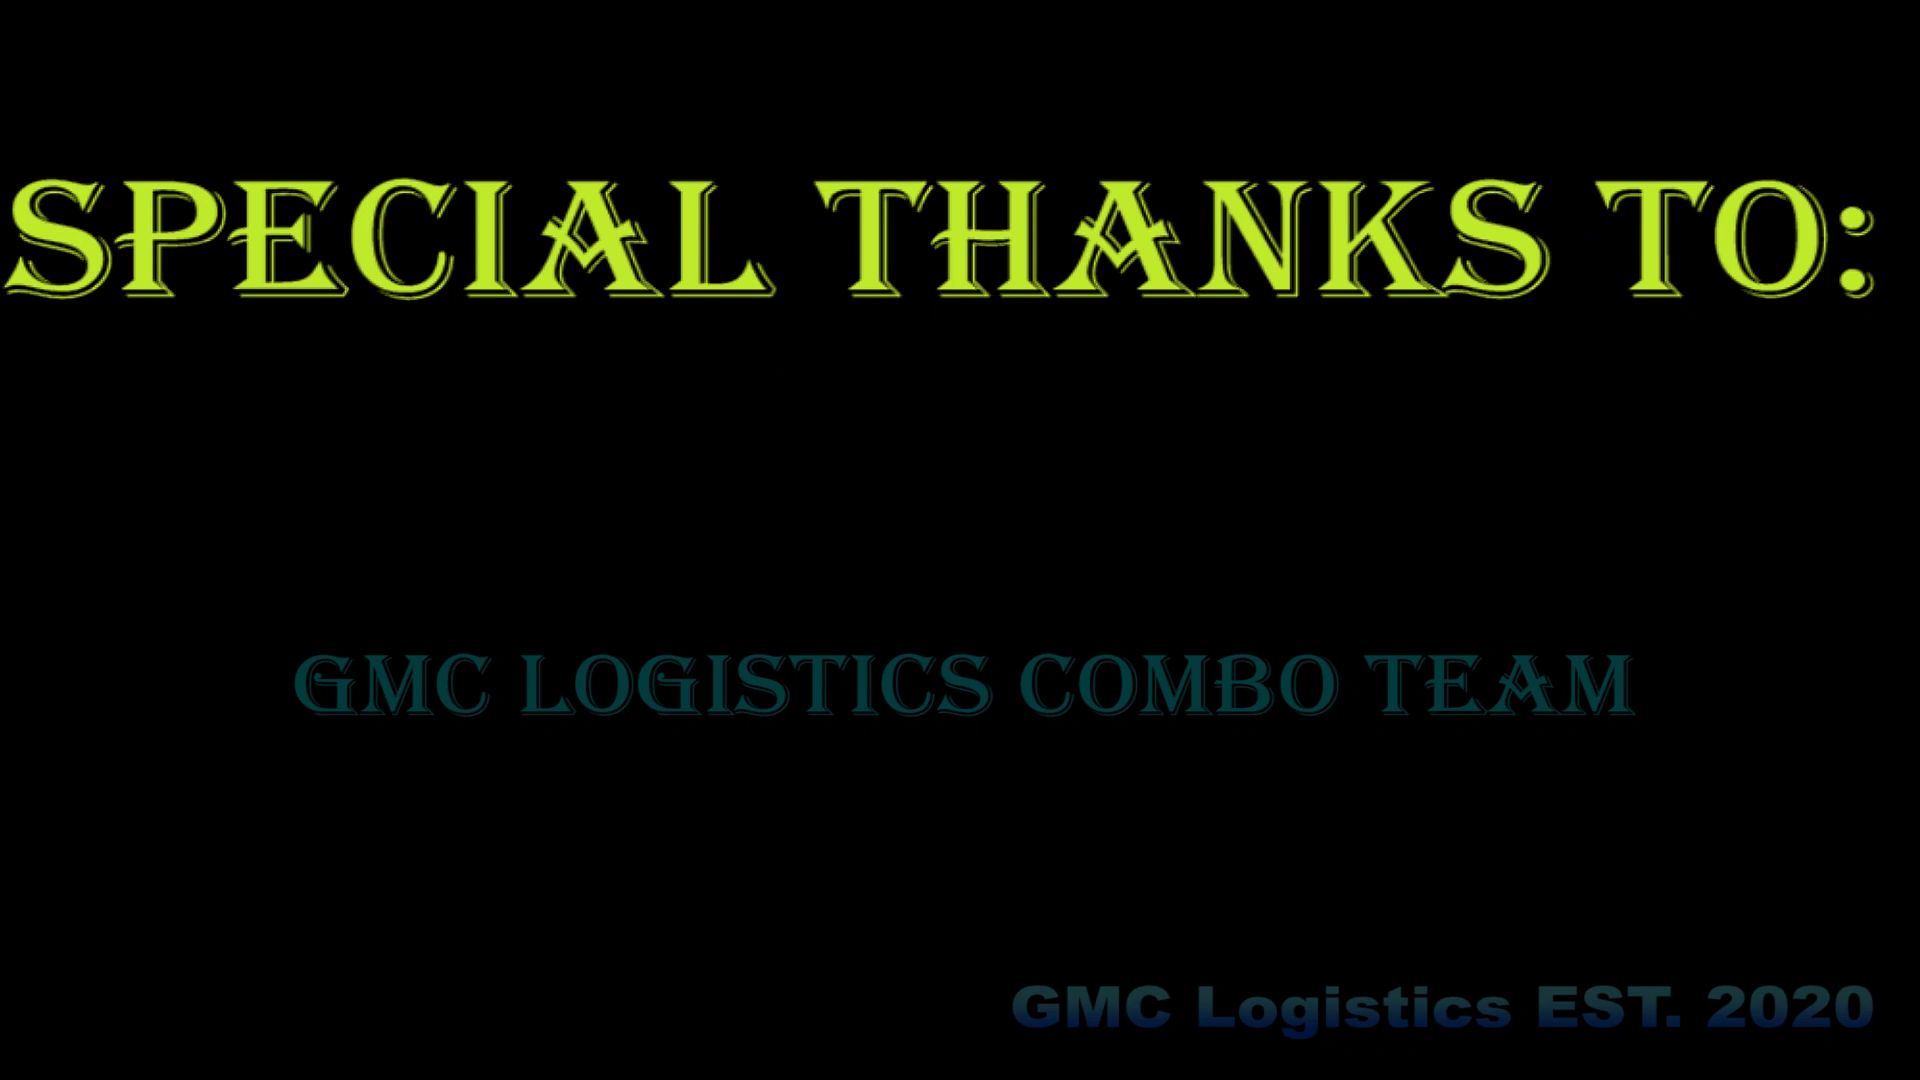 SPECIAL THANKS TO:
GMC LOGISTICS COMBO TEAM
GMC Logistics EST. 2020